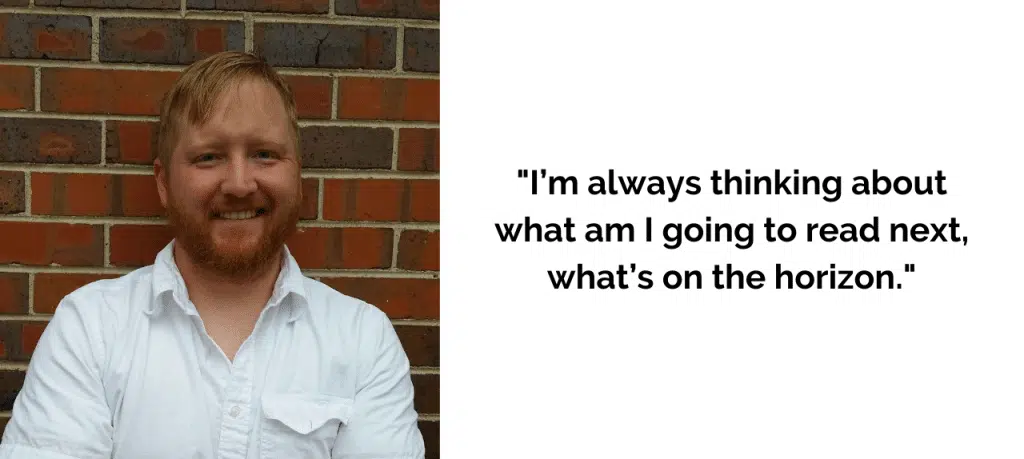 "I’m always thinking about
what am I going to read next,
what’s on the horizon."